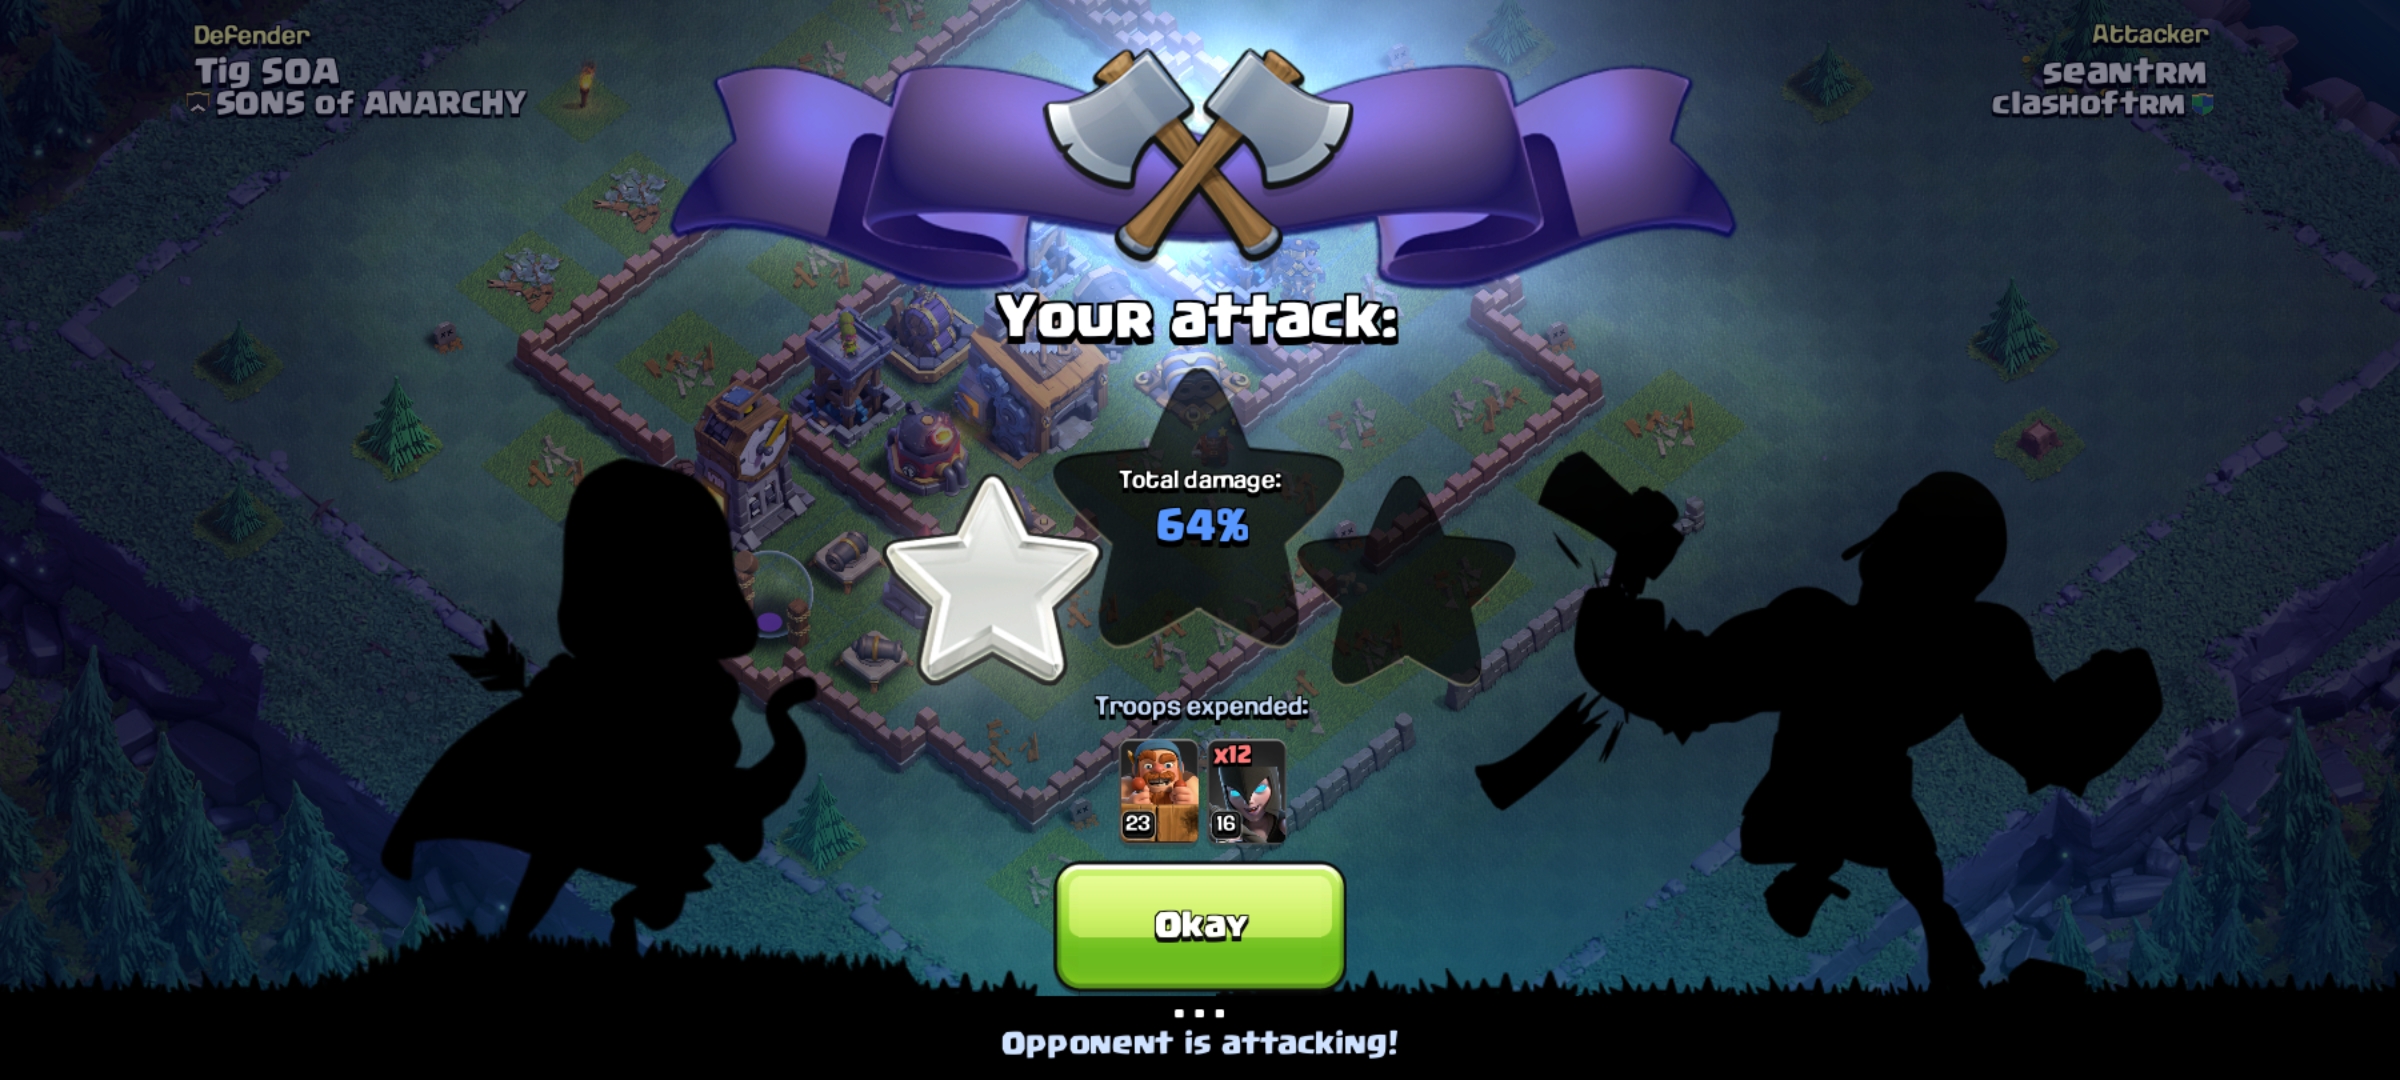 Defender
Tig SOA
SONS of ANARCHY
Attacker
seantRM
clashoftRM
Your attack:
Total damage:
64%
Troops expended:
x12
23
16
Okay
...
Opponent is attacking!